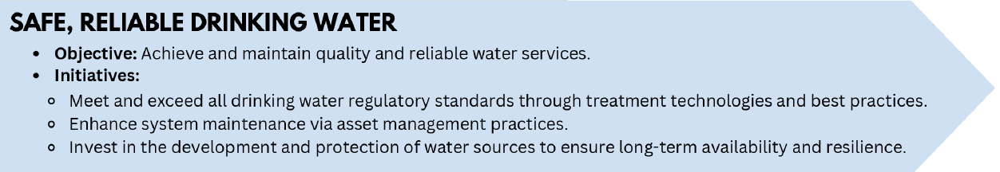 SAFE, RELIABLE DRINKING WATER
• Objective: Achieve and maintain quality and reliable water services.
• Initiatives:
◦ Meet and exceed all drinking water regulatory standards through treatment technologies and best practices.
◦ Enhance system maintenance via asset management practices.
◦ Invest in the development and protection of water sources to ensure long-term availability and resilience.